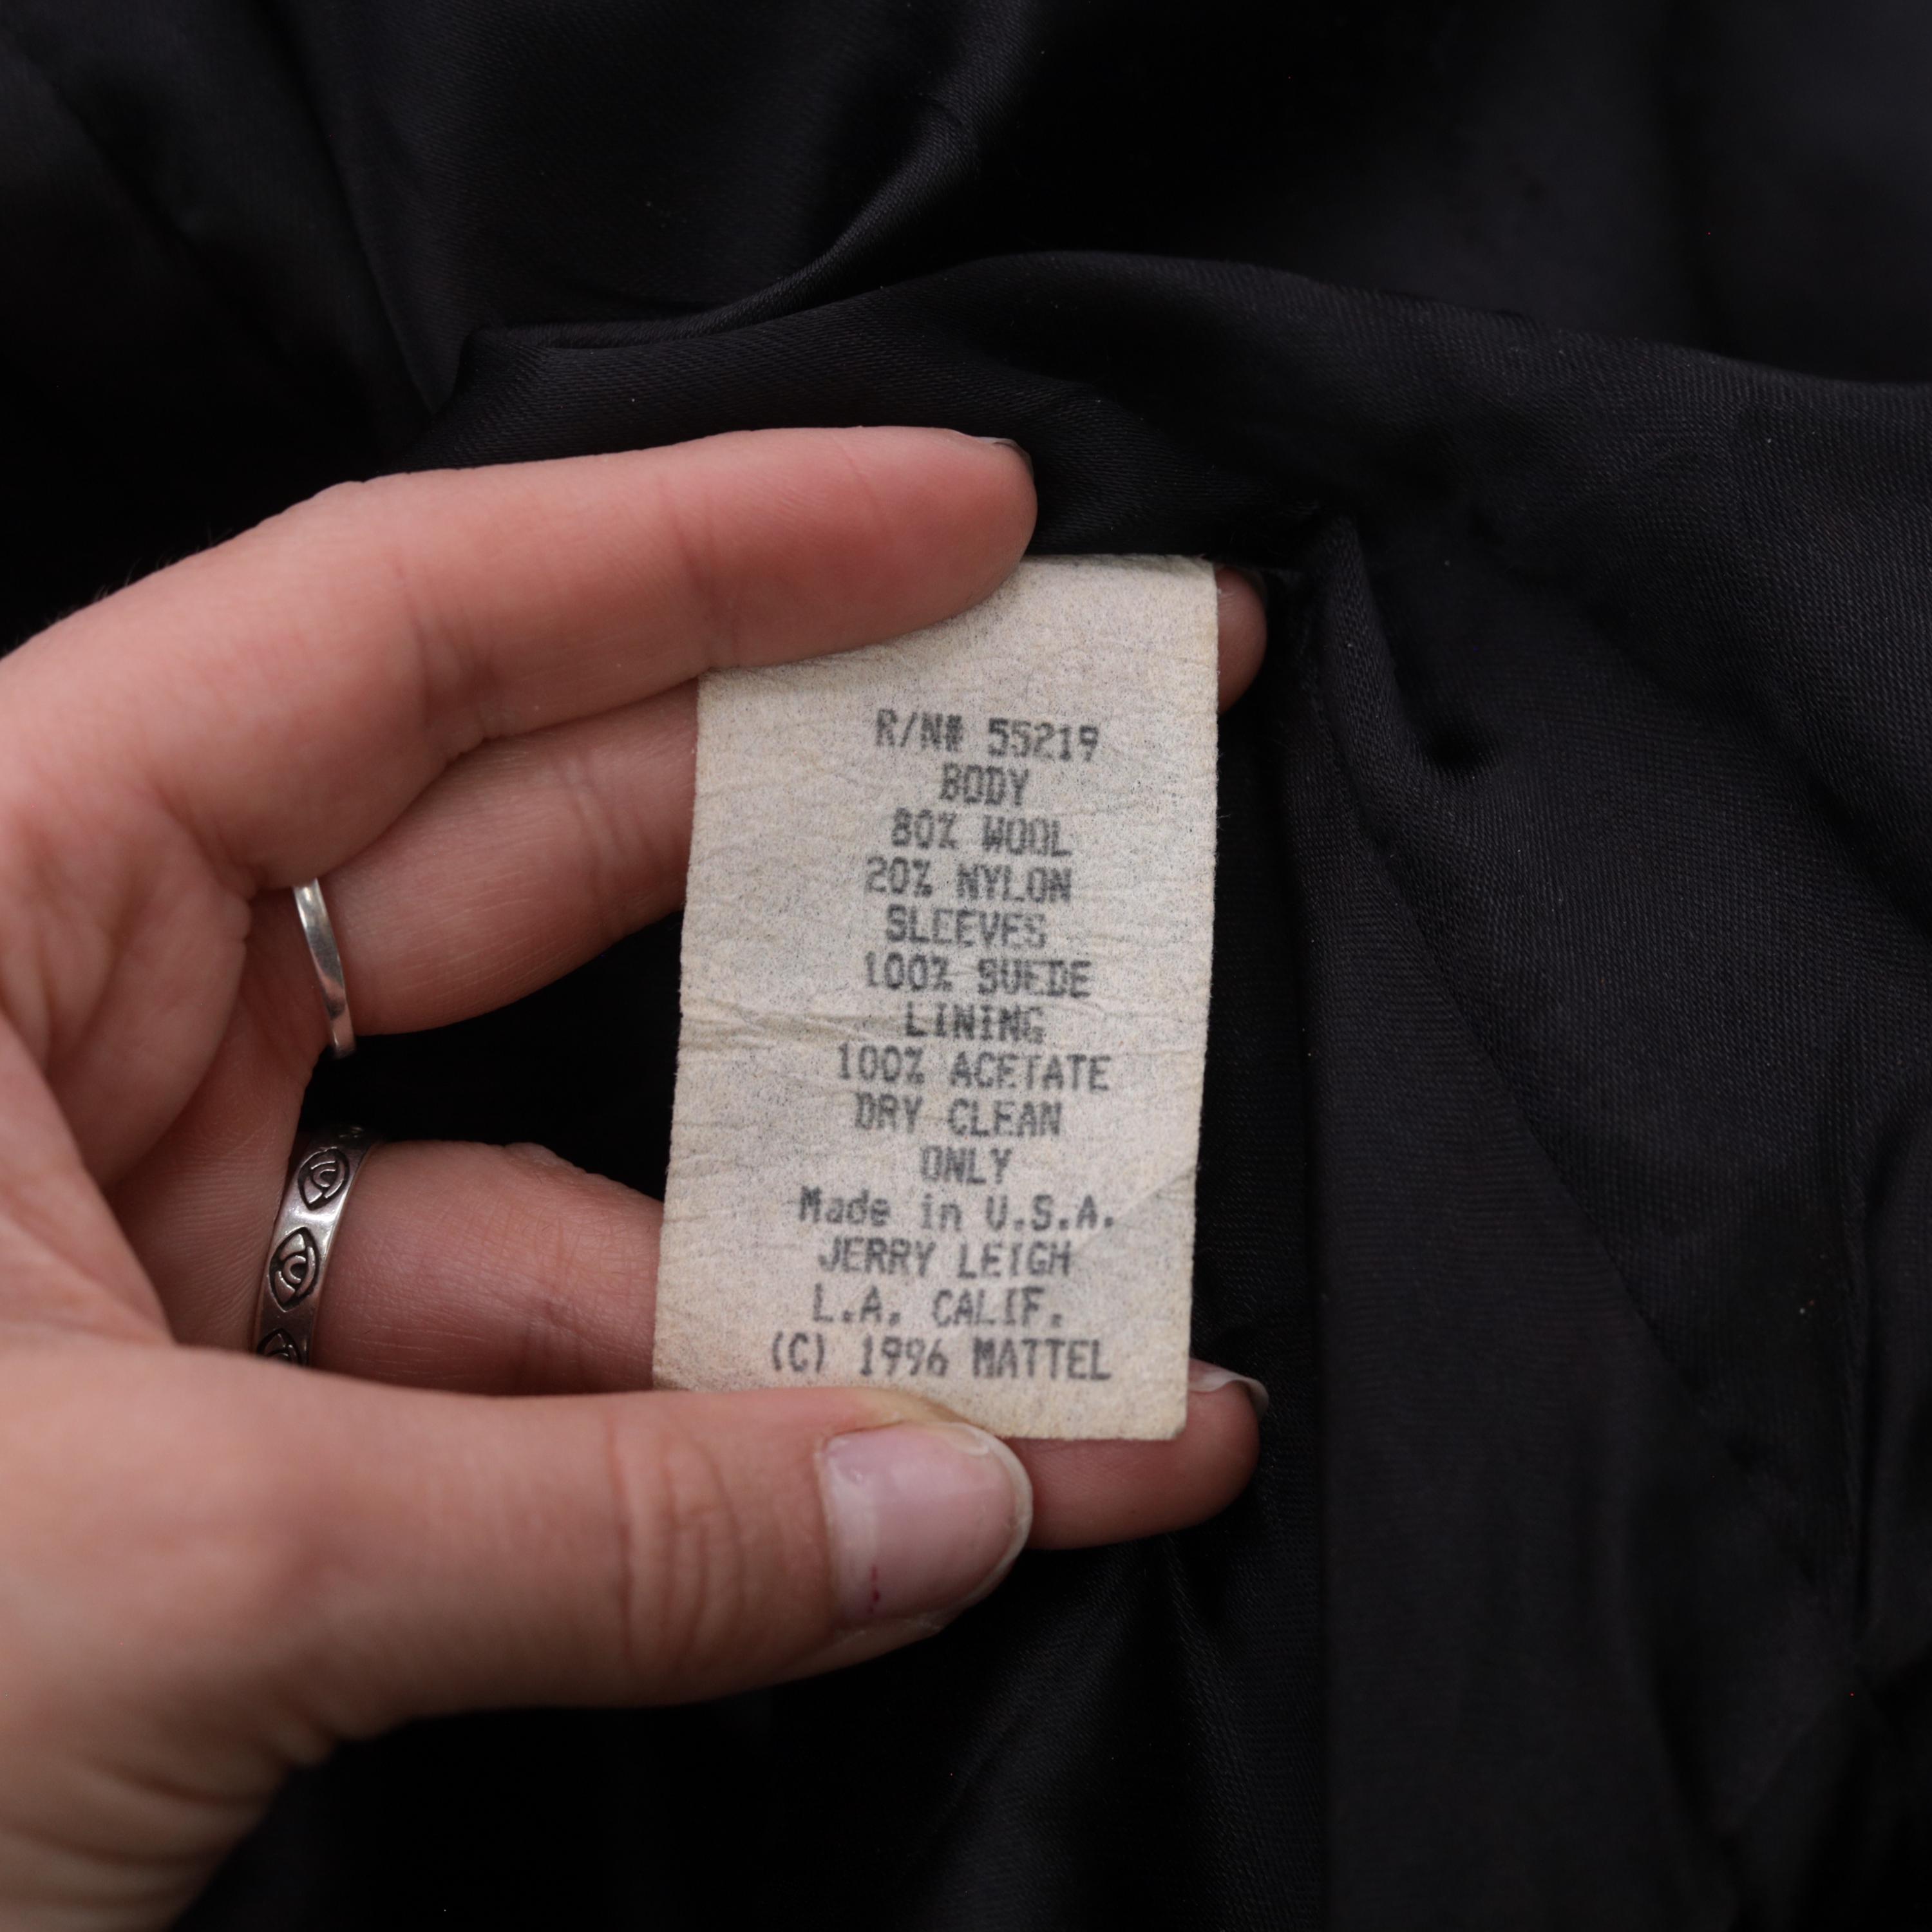 R/N# 55219
BODY
80% WOOL
20% NYLON
SLEEVES
100% SUEDE
LINING
100% ACETATE
DRY CLEAN
ONLY
Made in U.S.A.
JERRY LEIGH
L.A. CALIF.
(C) 1996 MATTEL